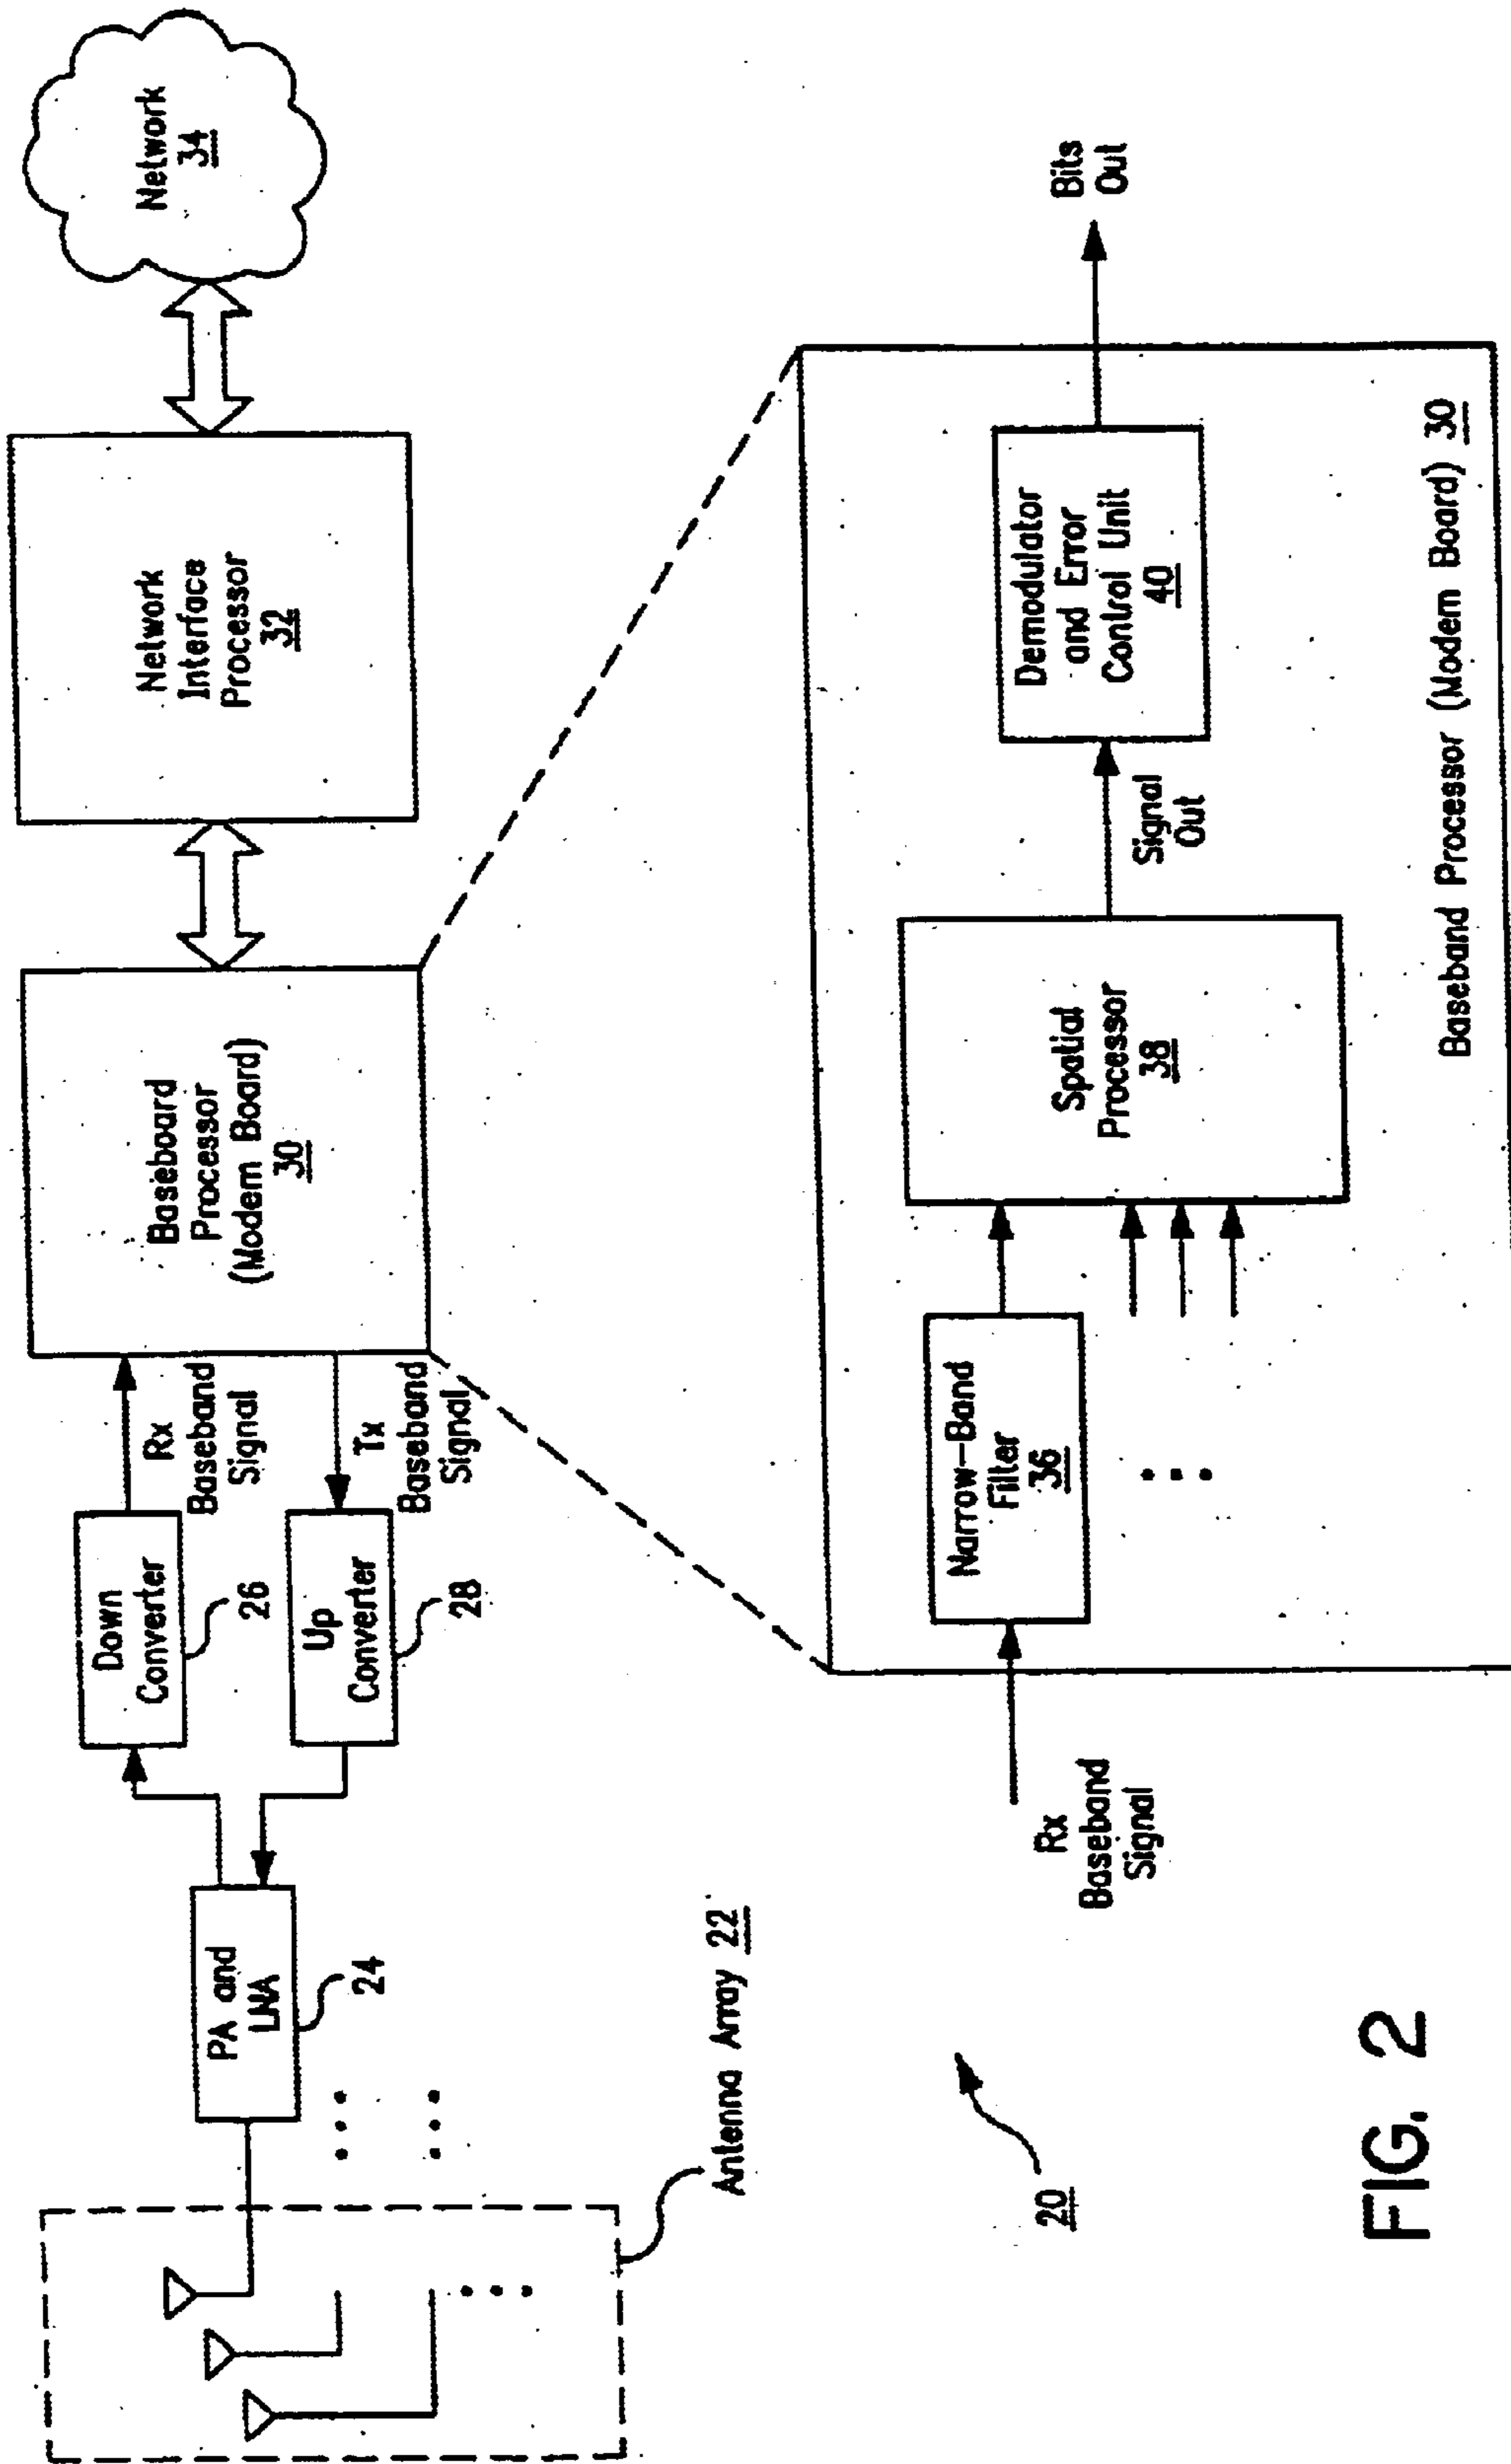 PA and
LNA
24
Down
Converter
26
Up
Converter
28
Rx
Baseband
Signal
Tx
Baseband
Signal
Baseboard
Processor
(Modem Board)
30
Network
Interface
Processor
32
Network
34
Antenna Array 22
20
Rx
Baseband
Signal
Narrow-Band
Filter
36
Spatial
Processor
38
Signal
Out
Demodulator
and Error
Control Unit
40
Bits
Out
Baseband Processor (Modem Board) 30
FIG. 2